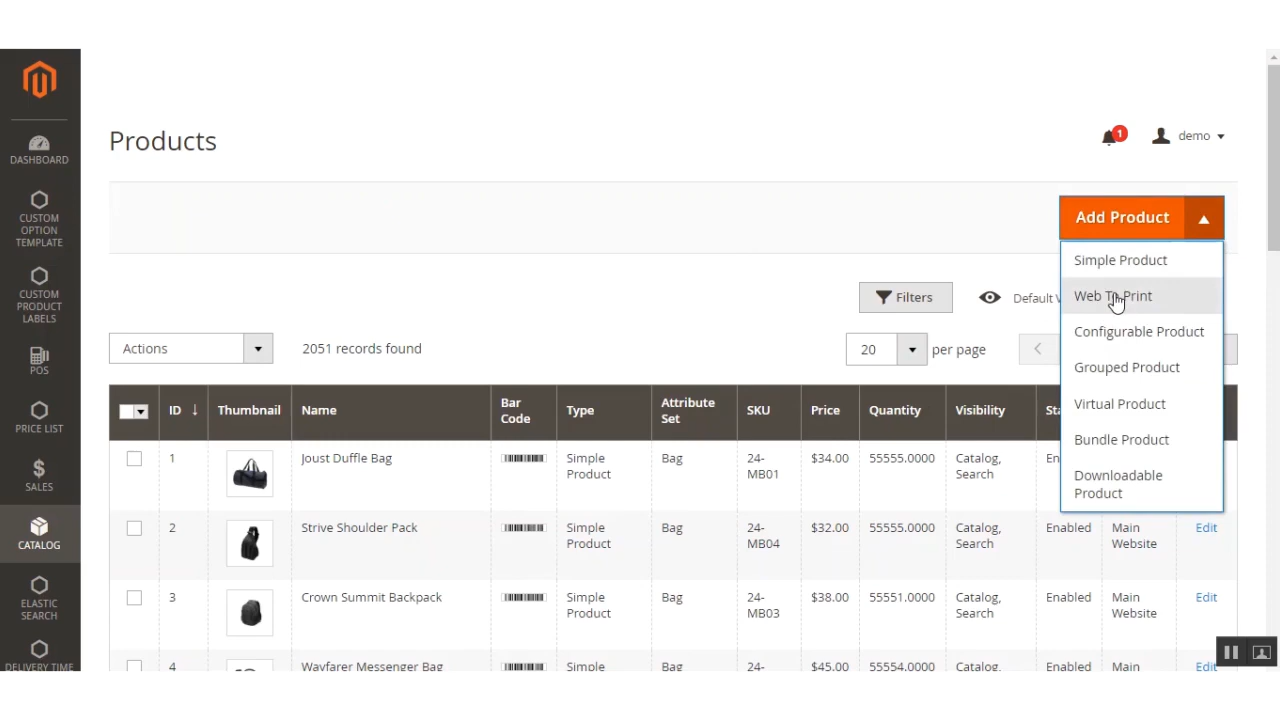 Products
1
demo
DASHBOARD
CUSTOM
OPTION
TEMPLATE
CUSTOM
PRODUCT
LABELS
POS
PRICE LIST
$
SALES
CATALOG
ELASTIC
SEARCH
DELIVERY TIME
Add Product
Simple Product
Web To Print
Configurable Product
Grouped Product
Virtual Product
Bundle Product
Downloadable
Product
Filters
Default
Actions
2051 records found
20
per page
ID ↓ Thumbnail Name Bar Code Type Attribute Set SKU Price Quantity Visibility
1 Joust Duffle Bag Simple Product Bag 24-MB01 $34.00 55555.0000 Catalog, Search
2 Strive Shoulder Pack Simple Product Bag 24-MB04 $32.00 55555.0000 Catalog, Search Enabled Main Website Edit
3 Crown Summit Backpack Simple Product Bag 24-MB03 $38.00 55551.0000 Catalog, Search Enabled Main Website Edit
4 Wayfarer Messenger Bag Simple Bag 24- $45.00 55554.0000 Catalog, Enabled Main Edit